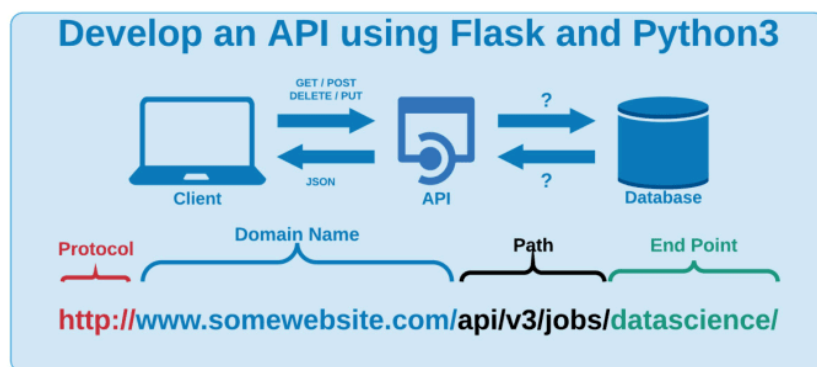 Develop an API using Flask and Python3
GET / POST
DELETE / PUT
?
JSON
?
Client
API
Database
Protocol
Domain Name
Path
End Point
http://www.somewebsite.com/api/v3/jobs/datascience/